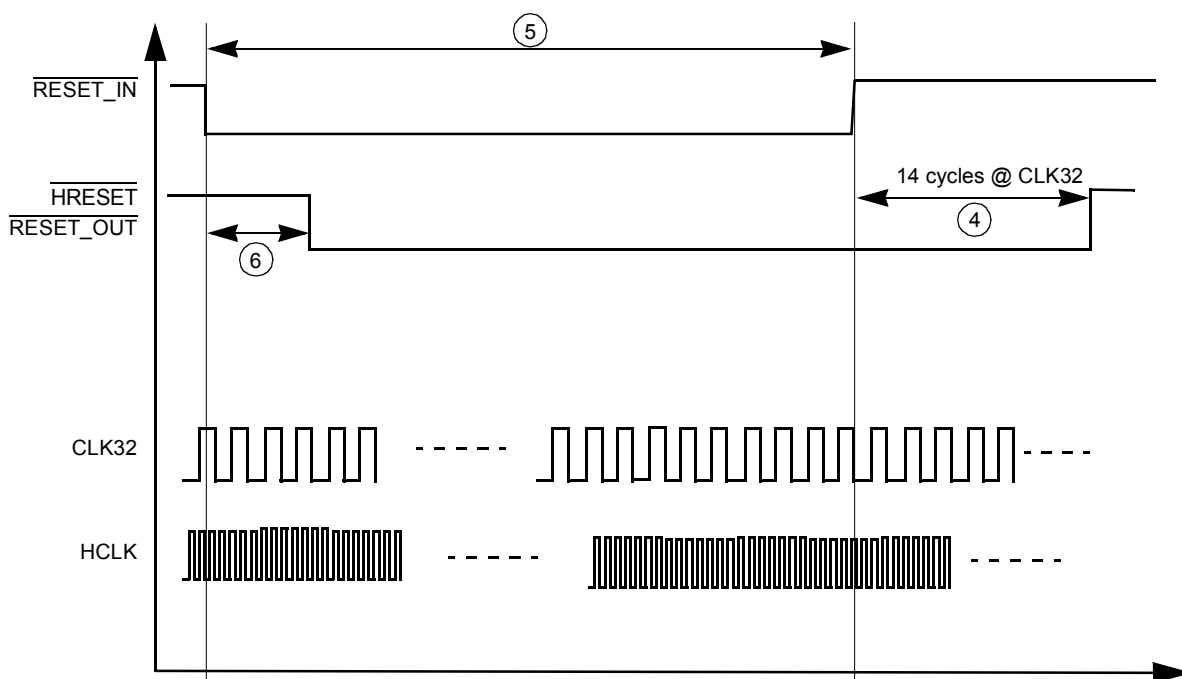 5
RESET_IN
HRESET
14 cycles @ CLK32
RESET_OUT
4
6
CLK32
HCLK